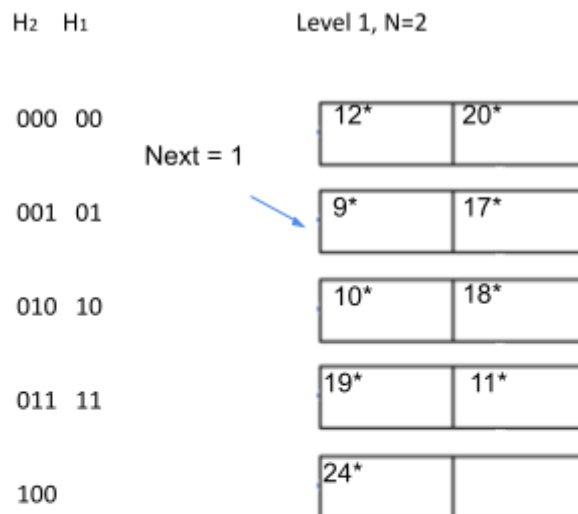 H₂ H₁ Level 1, N=2
000 00 12* 20*
Next = 1
001 01 9* 17*
010 10 10* 18*
011 11 19* 11*
100 24*